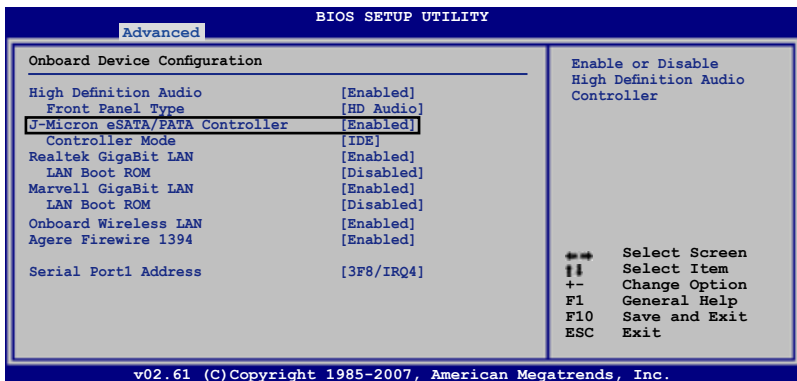 BIOS SETUP UTILITY
Advanced
Onboard Device Configuration
High Definition Audio [Enabled]
Front Panel Type [HD Audio]
J-Micron eSATA/PATA Controller [Enabled]
Controller Mode [IDE]
Realtek GigaBit LAN [Enabled]
LAN Boot ROM [Disabled]
Marvell GigaBit LAN [Enabled]
LAN Boot ROM [Disabled]
Onboard Wireless LAN [Enabled]
Agere Firewire 1394 [Enabled]
Serial Port1 Address [3F8/IRQ4]
Enable or Disable
High Definition Audio
Controller
←→ Select Screen
↑↓ Select Item
+- Change Option
F1 General Help
F10 Save and Exit
ESC Exit
v02.61 (C)Copyright 1985-2007, American Megatrends, Inc.